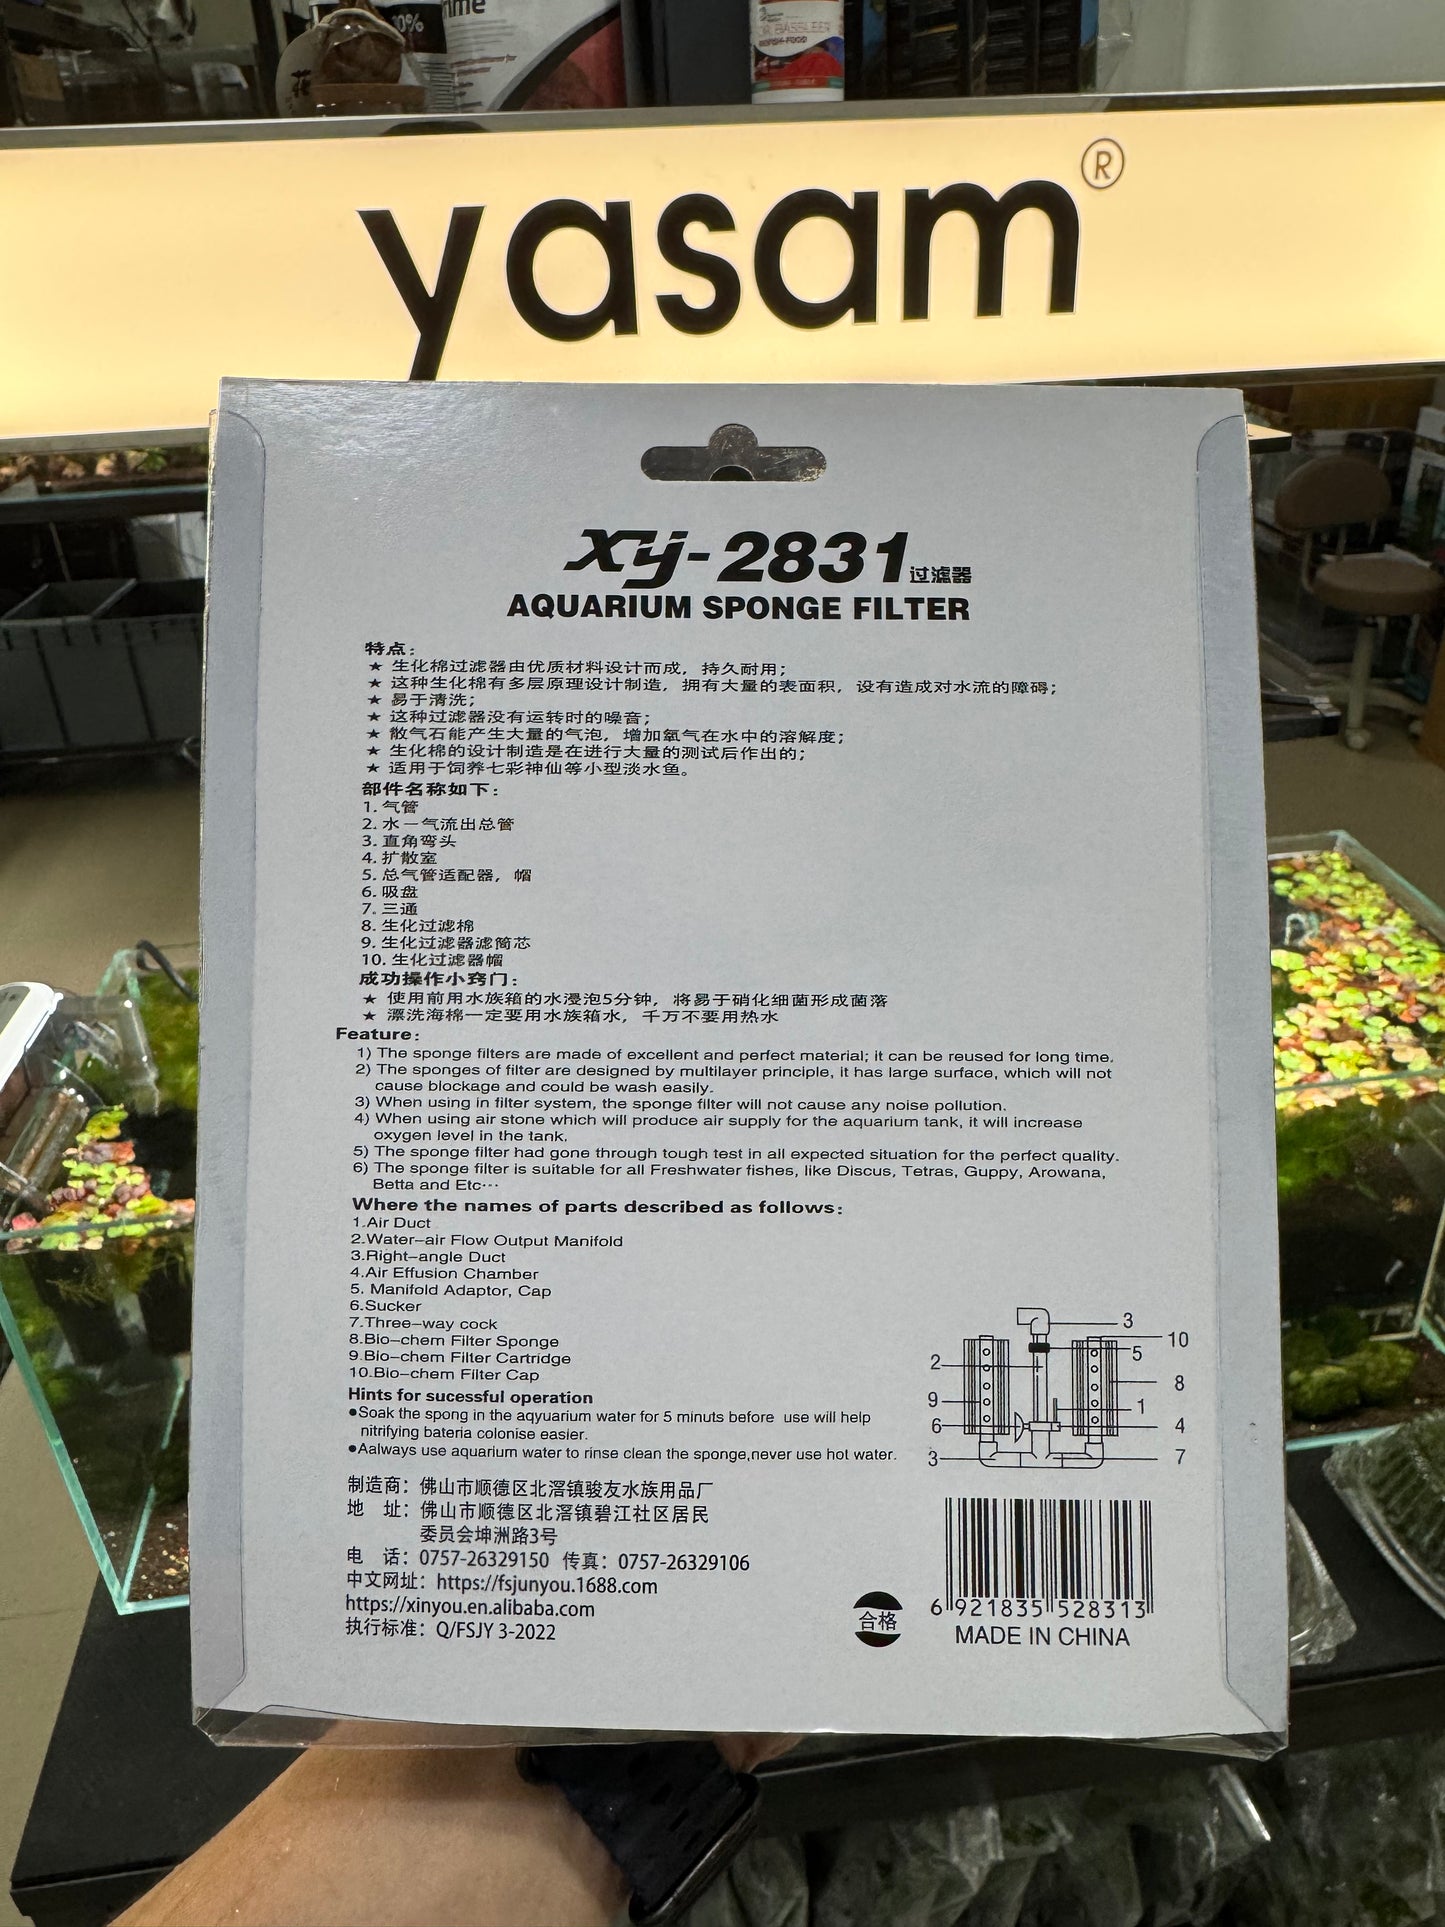 me
0%
DR.BASSLEER
yasam®
xy-2831过滤器
AQUARIUM SPONGE FILTER
特点：
★ 生化棉过滤器由优质材料设计而成，持久耐用；
★ 这种生化棉有多层原理设计制造，拥有大量的表面积，设有造成对水流的障碍；
★ 易于清洗；
★ 这种过滤器没有运转时的噪音；
★ 散气石能产生大量的气泡，增加氧气在水中的溶解度；
★ 生化棉的设计制造是在进行大量的测试后作出的；
★ 适用于饲养七彩神仙等小型淡水鱼。
部件名称如下：
1. 气管
2. 水－气流出总管
3. 直角弯头
4. 扩散室
5. 总气管适配器，帽
6. 吸盘
7. 三通
8. 生化过滤棉
9. 生化过滤器滤筒芯
10. 生化过滤器帽
成功操作小窍门：
★ 使用前用水族箱的水浸泡5分钟，将易于硝化细菌形成菌落
★ 漂洗海棉一定要用水族箱水，千万不要用热水
Feature:
1) The sponge filters are made of excellent and perfect material; it can be reused for long time.
2) The sponges of filter are designed by multilayer principle, it has large surface, which will not
cause blockage and could be wash easily.
3) When using in filter system, the sponge filter will not cause any noise pollution.
4) When using air stone which will produce air supply for the aquarium tank, it will increase
oxygen level in the tank.
5) The sponge filter had gone through tough test in all expected situation for the perfect quality.
6) The sponge filter is suitable for all Freshwater fishes, like Discus, Tetras, Guppy, Arowana,
Betta and Etc···
Where the names of parts described as follows:
1.Air Duct
2.Water-air Flow Output Manifold
3.Right-angle Duct
4.Air Effusion Chamber
5. Manifold Adaptor, Cap
6.Sucker
7.Three-way cock
8.Bio-chem Filter Sponge
9.Bio-chem Filter Cartridge
10.Bio-chem Filter Cap
Hints for sucessful operation
●Soak the spong in the aqyuarium water for 5 minuts before use will help
nitrifying bateria colonise easier.
●Aalways use aquarium water to rinse clean the sponge,never use hot water.
3
10
5
2
8
9
1
6
4
3
7
制造商：佛山市顺德区北滘镇骏友水族用品厂
地 址：佛山市顺德区北滘镇碧江社区居民
委员会坤洲路3号
电 话：0757-26329150 传真：0757-26329106
中文网址：https://fsjunyou.1688.com
https://xinyou.en.alibaba.com
执行标准：Q/FSJY 3-2022
合格
6 921835 528313
MADE IN CHINA